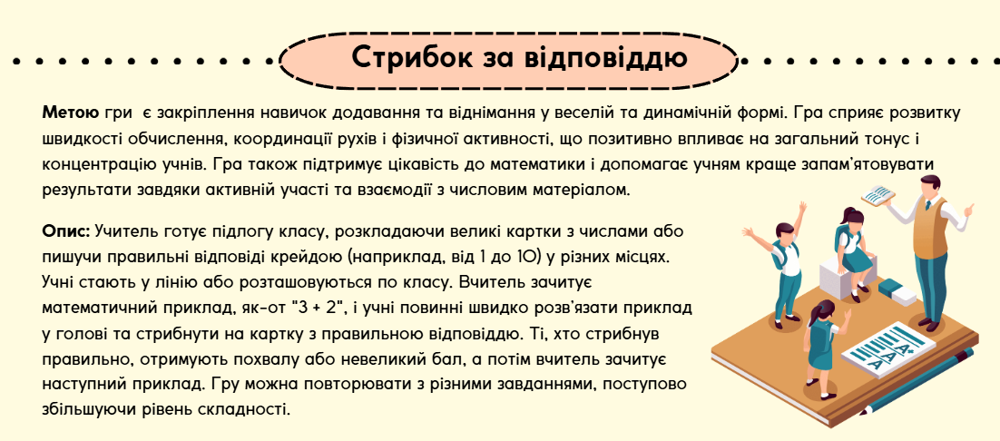 Стрибок за відповіддю
Метою гри є закріплення навичок додавання та віднімання у веселій та динамічній формі. Гра сприяє розвитку
швидкості обчислення, координації рухів і фізичної активності, що позитивно впливає на загальний тонус і
концентрацію учнів. Гра також підтримує цікавість до математики і допомагає учням краще запам'ятовувати
результати завдяки активній участі та взаємодії з числовим матеріалом.
Опис: Учитель готує підлогу класу, розкладаючи великі картки з числами або
пишучи правильні відповіді крейдою (наприклад, від 1 до 10) у різних місцях.
Учні стають у лінію або розташовуються по класу. Вчитель зачитує
математичний приклад, як-от "3 + 2", і учні повинні швидко розв'язати приклад
у голові та стрибнути на картку з правильною відповіддю. Ті, хто стрибнув
правильно, отримують похвалу або невеликий бал, а потім вчитель зачитує
наступний приклад. Гру можна повторювати з різними завданнями, поступово
збільшуючи рівень складності.
A+
A